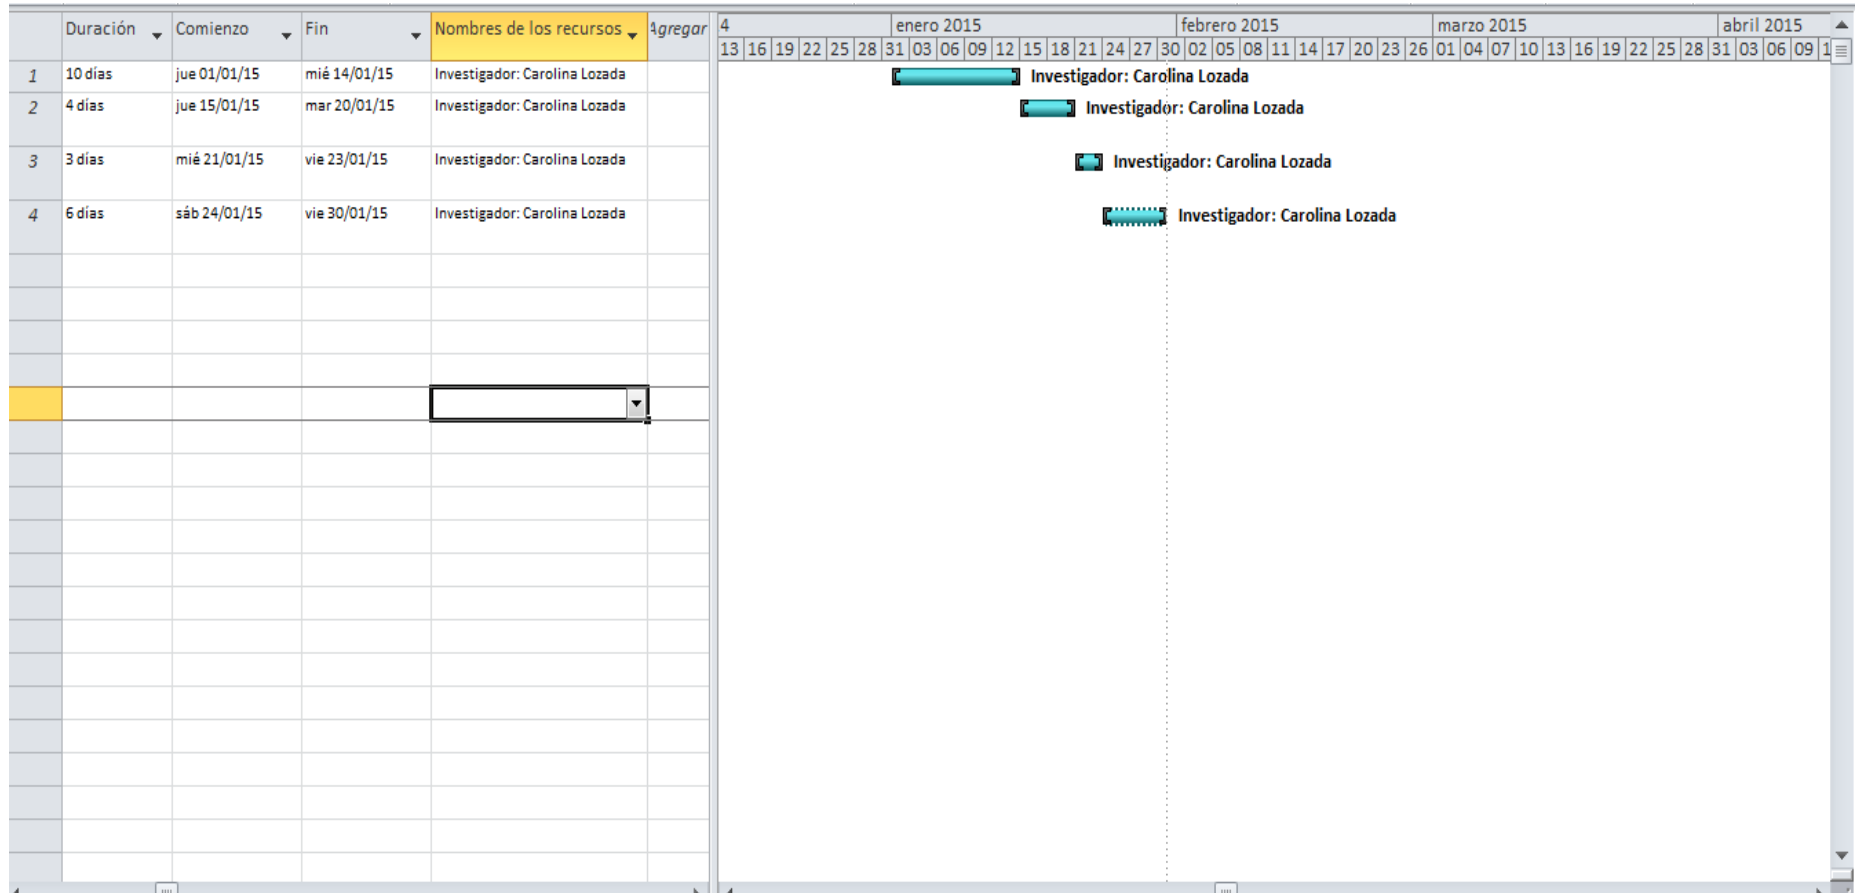 Duración Comienzo Fin Nombres de los recursos Agregar
1 10 días jue 01/01/15 mié 14/01/15 Investigador: Carolina Lozada
2 4 días jue 15/01/15 mar 20/01/15 Investigador: Carolina Lozada
3 3 días mié 21/01/15 vie 23/01/15 Investigador: Carolina Lozada
4 6 días sáb 24/01/15 vie 30/01/15 Investigador: Carolina Lozada
4 enero 2015 febrero 2015 marzo 2015 abril 2015
13 16 19 22 25 28 31 03 06 09 12 15 18 21 24 27 30 02 05 08 11 14 17 20 23 26 01 04 07 10 13 16 19 22 25 28 31 03 06 09 1
Investigador: Carolina Lozada
Investigador: Carolina Lozada
Investigador: Carolina Lozada
Investigador: Carolina Lozada